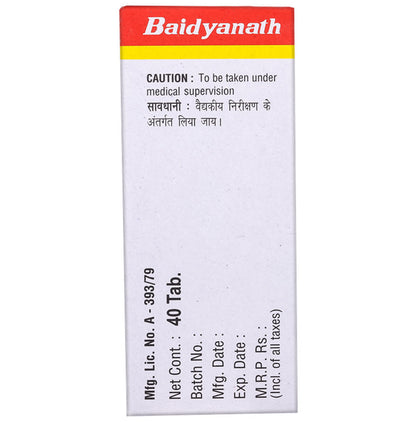 Baidyanath
CAUTION : To be taken under
medical supervision
सावधानी : वैद्यकीय निरीक्षण के
अंतर्गत लिया जाय।
Mfg. Lic. No. A - 393/79
Net Cont. : 40 Tab.
Batch No. :
Mfg. Date :
Exp. Date :
M.R.P. Rs. :
(Incl. of all taxes)